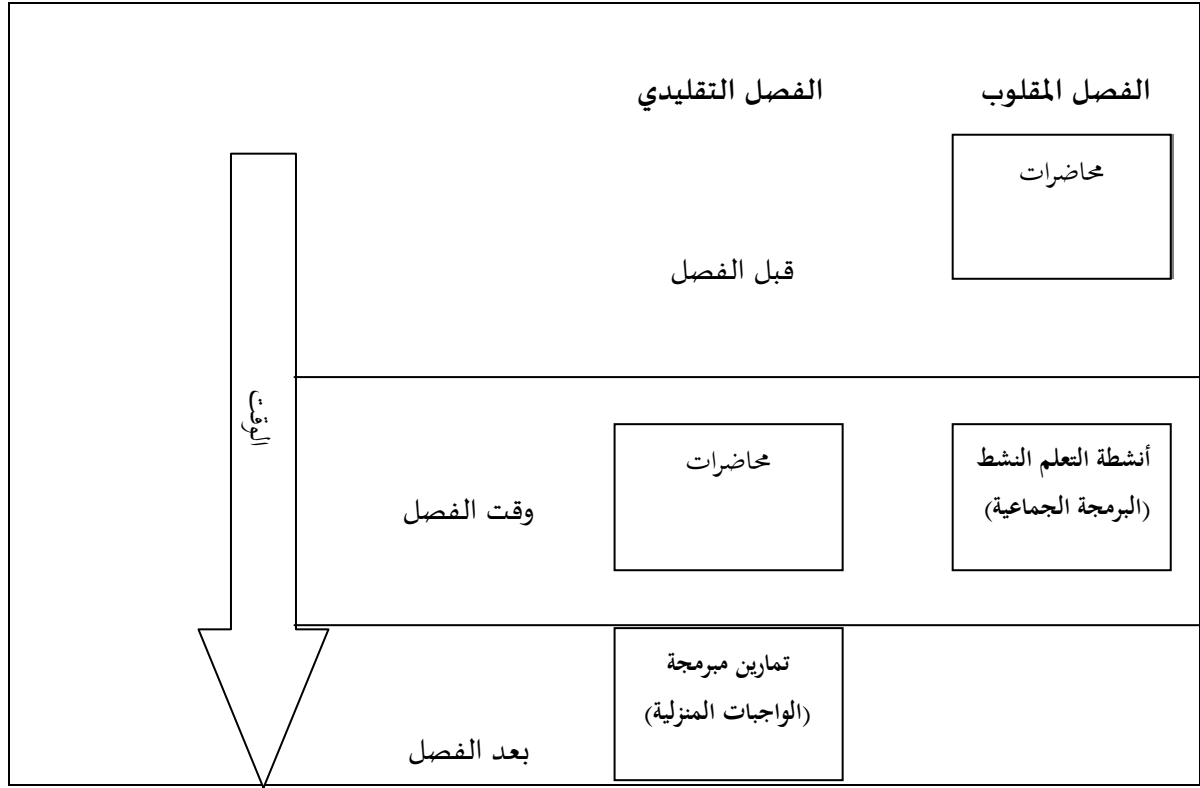 الفصل المقلوب
الفصل التقليدي
محاضرات
قبل الفصل
الوقت
أنشطة التعلم النشط
(البرمجة الجماعية)
محاضرات
وقت الفصل
تمارين مبرمجة
(الواجبات المنزلية)
بعد الفصل